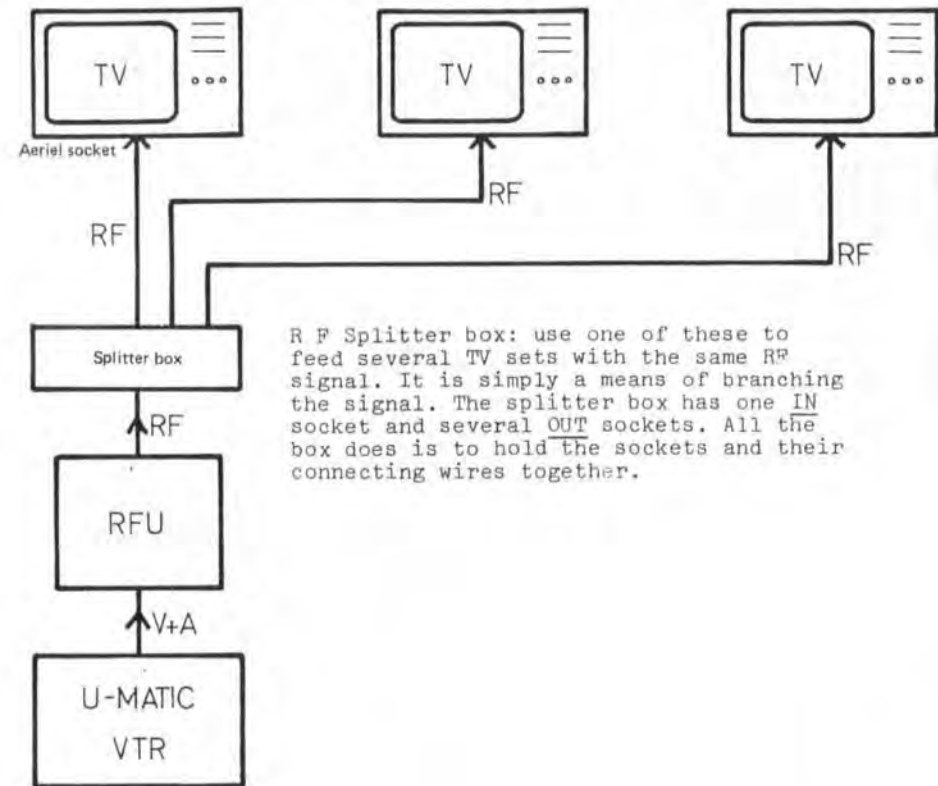 TV
TV
TV
Aeriel socket
RF
RF
RF
Splitter box
R F Splitter box: use one of these to
feed several TV sets with the same RF
signal. It is simply a means of branching
the signal. The splitter box has one IN
socket and several OUT sockets. All the
box does is to hold the sockets and their
connecting wires together.
RF
RFU
V+A
U-MATIC
VTR